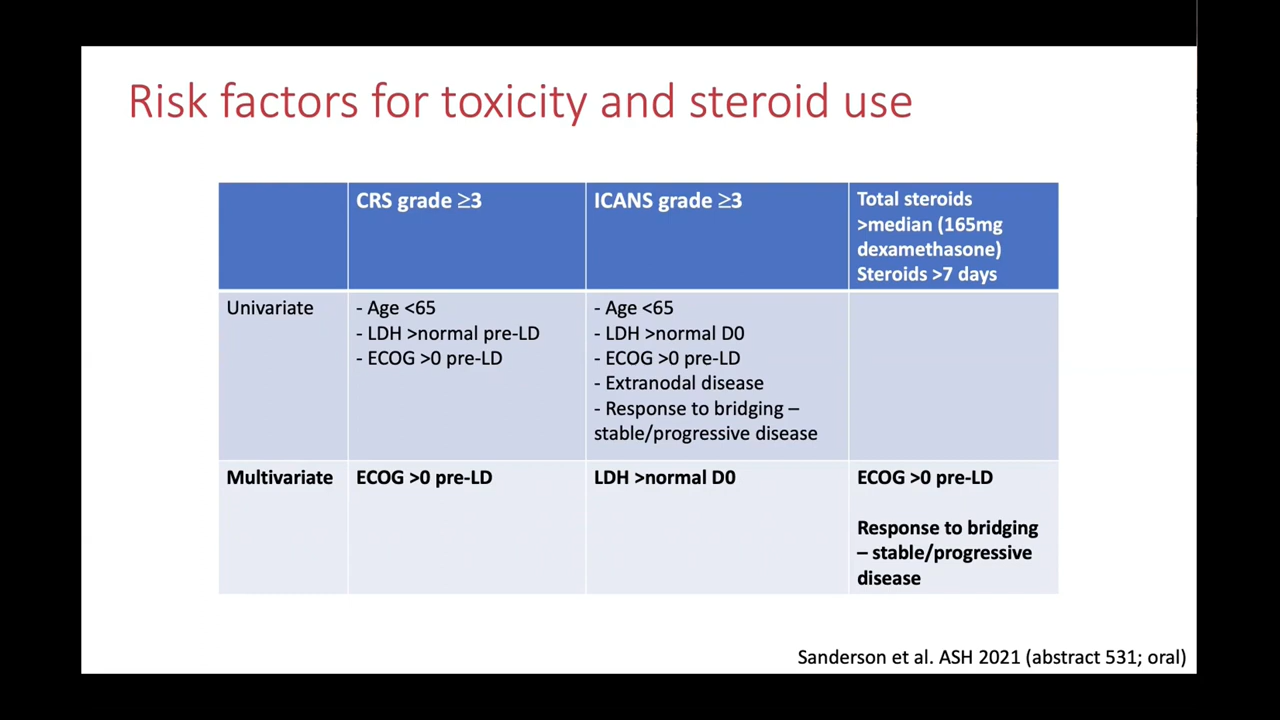 Risk factors for toxicity and steroid use
CRS grade ≥3
ICANS grade ≥3
Total steroids
>median (165mg
dexamethasone)
Steroids >7 days
Univariate
- Age <65
- LDH >normal pre-LD
- ECOG >0 pre-LD
- Age <65
- LDH >normal D0
- ECOG >0 pre-LD
- Extranodal disease
- Response to bridging –
stable/progressive disease
Multivariate
ECOG >0 pre-LD
LDH >normal D0
ECOG >0 pre-LD
Response to bridging
– stable/progressive
disease
Sanderson et al. ASH 2021 (abstract 531; oral)